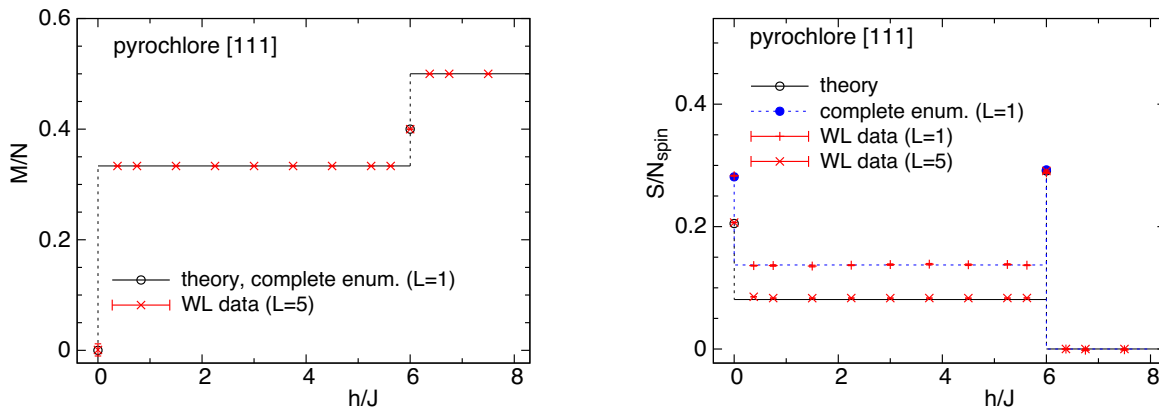 pyrochlore [111]
M/N
0.6
0.4
0.2
0
theory, complete enum. (L=1)
WL data (L=5)
0 2 4 6 8
h/J
pyrochlore [111]
S/N_spin
0.4
0.2
0
theory
complete enum. (L=1)
WL data (L=1)
WL data (L=5)
0 2 4 6 8
h/J